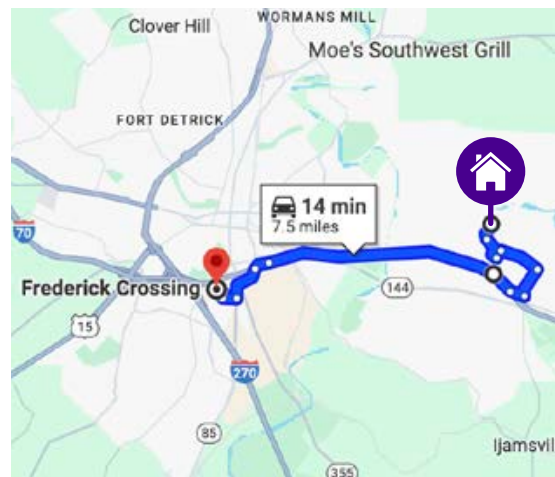 WORMANS MILL
Clover Hill
Moe's Southwest Grill
FORT DETRICK
70
14 min
7.5 miles
Frederick Crossing
144
15
270
85
Ijamsvil
355